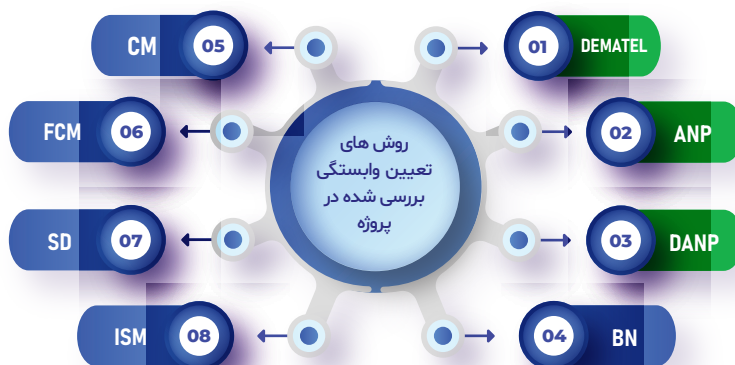 روش های
تعیین وابستگی
بررسی شده در
پروژه
01 DEMATEL
02 ANP
03 DANP
04 BN
CM 05
FCM 06
SD 07
ISM 08